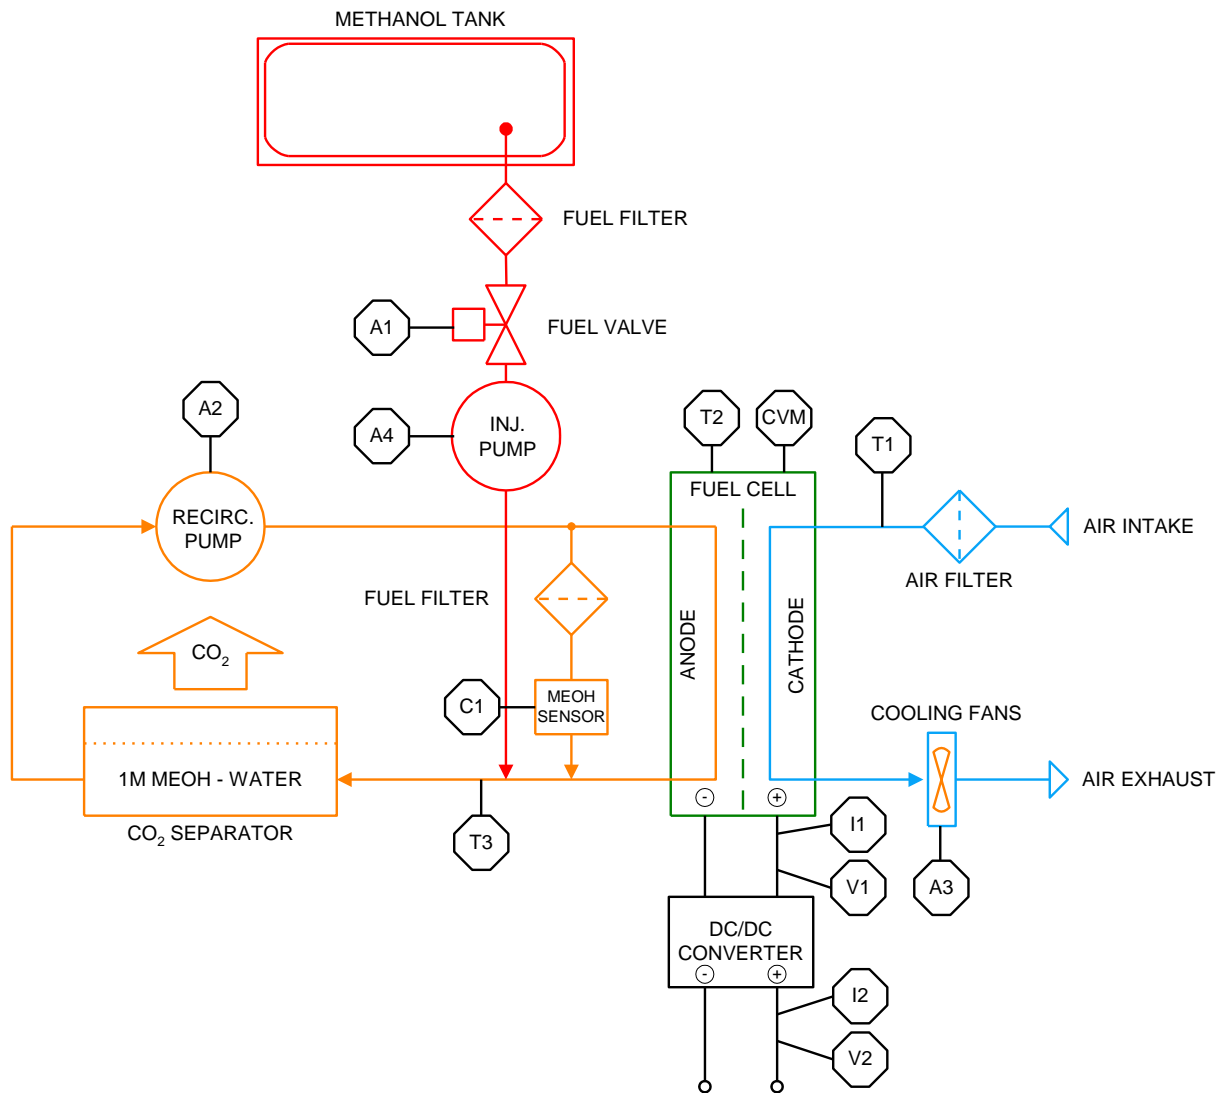 METHANOL TANK
FUEL FILTER
A1
FUEL VALVE
A2
A4
INJ.
PUMP
T2
CVM
T1
FUEL CELL
RECIRC.
PUMP
AIR INTAKE
AIR FILTER
FUEL FILTER
ANODE
CATHODE
CO2
C1
MEOH
SENSOR
COOLING FANS
1M MEOH - WATER
AIR EXHAUST
CO2 SEPARATOR
T3
-
+
I1
V1
A3
DC/DC
CONVERTER
-
+
I2
V2